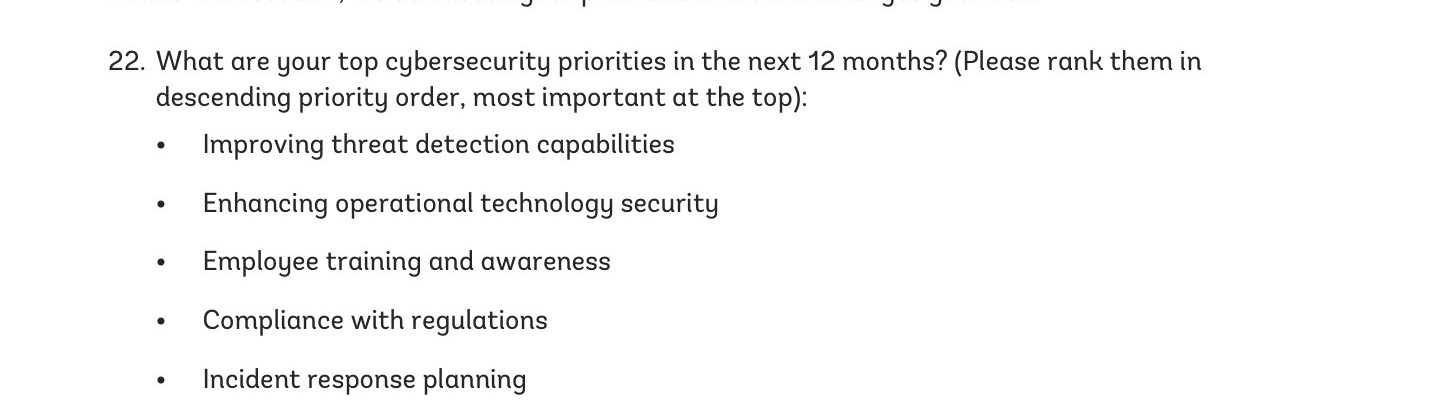 22. What are your top cybersecurity priorities in the next 12 months? (Please rank them in
descending priority order, most important at the top):
• Improving threat detection capabilities
• Enhancing operational technology security
• Employee training and awareness
• Compliance with regulations
• Incident response planning